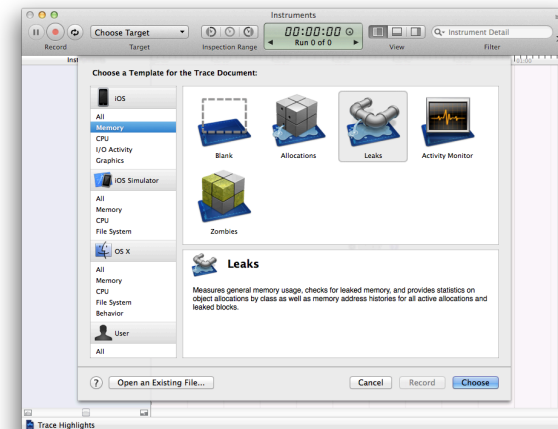 Instruments
Choose Target
00:00:00
Run 0 of 0
Instrument Detail
Record
Target
Inspection Range
View
Filter
Inst
Choose a Template for the Trace Document:
iOS
All
Memory
CPU
I/O Activity
Graphics
iOS Simulator
All
Memory
CPU
File System
OS X
All
Memory
CPU
File System
Behavior
User
All
Blank
Allocations
Leaks
Activity Monitor
Zombies
Leaks
Measures general memory usage, checks for leaked memory, and provides statistics on
object allocations by class as well as memory address histories for all active allocations and
leaked blocks.
?
Open an Existing File...
Cancel
Record
Choose
Trace Highlights